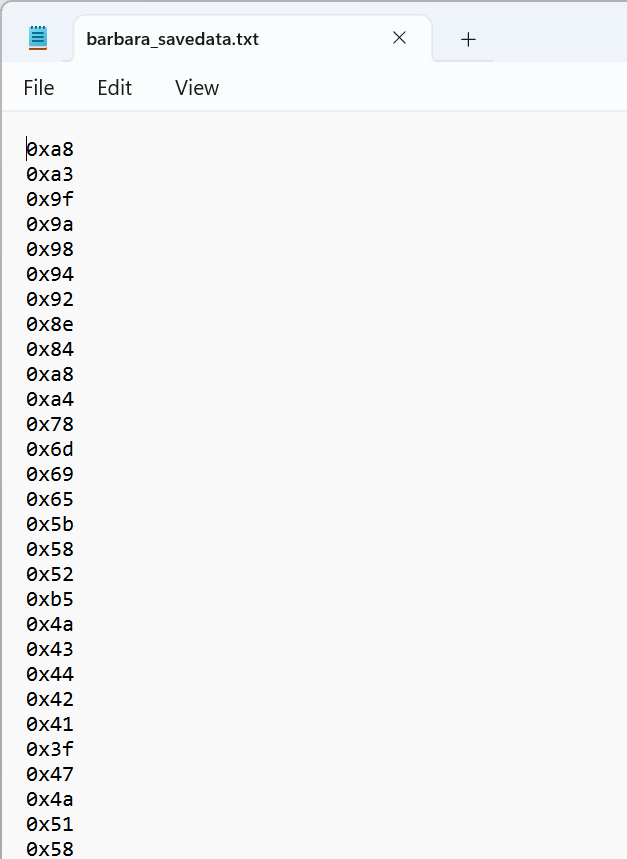 barbara_savedata.txt
File Edit View
0xa8
0xa3
0x9f
0x9a
0x98
0x94
0x92
0x8e
0x84
0xa8
0xa4
0x78
0x6d
0x69
0x65
0x5b
0x58
0x52
0xb5
0x4a
0x43
0x44
0x42
0x41
0x3f
0x47
0x4a
0x51
0x58